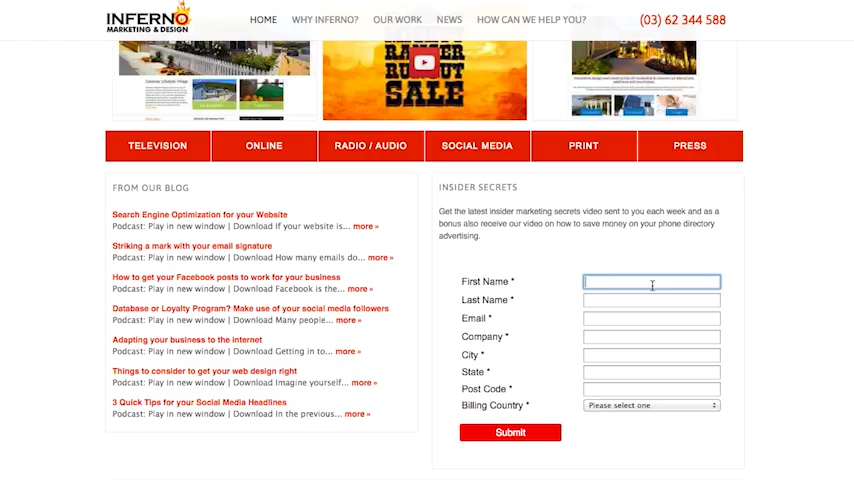 INFERNO
MARKETING & DESIGN
HOME
WHY INFERNO?
OUR WORK
NEWS
HOW CAN WE HELP YOU?
(03) 62 344 588
SALE
TELEVISION
ONLINE
RADIO / AUDIO
SOCIAL MEDIA
PRINT
PRESS
FROM OUR BLOG
Search Engine Optimization for your Website
Podcast: Play in new window | Download If your website is... more »
Striking a mark with your email signature
Podcast: Play in new window | Download How many emails do... more »
How to get your Facebook posts to work for your business
Podcast: Play in new window | Download Facebook is the... more »
Database or Loyalty Program? Make use of your social media followers
Podcast: Play in new window | Download Many people... more »
Adapting your business to the internet
Podcast: Play in new window | Download Getting in to... more »
Things to consider to get your web design right
Podcast: Play in new window | Download Imagine yourself... more »
3 Quick Tips for your Social Media Headlines
Podcast: Play in new window | Download In the previous... more »
INSIDER SECRETS
Get the latest insider marketing secrets video sent to you each week and as a
bonus also receive our video on how to save money on your phone directory
advertising.
First Name *
Last Name *
Email *
Company *
City *
State *
Post Code *
Billing Country *
Please select one
Submit